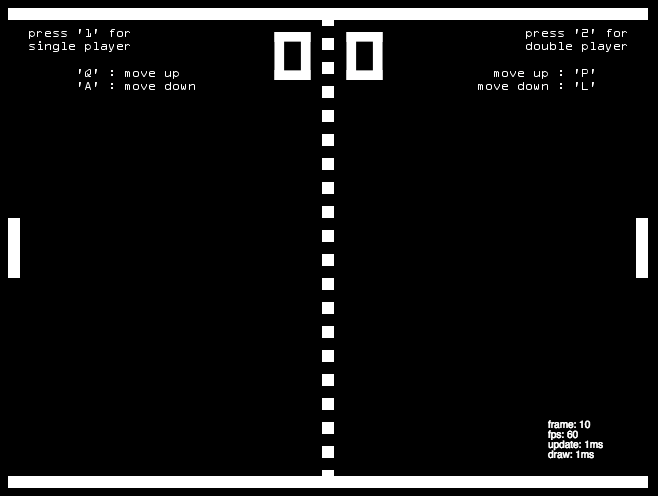 press '1' for
single player
'Q' : move up
'A' : move down
0 0
press '2' for
double player
move up : 'P'
move down : 'L'
frame: 10
fps: 60
update: 1ms
draw: 1ms